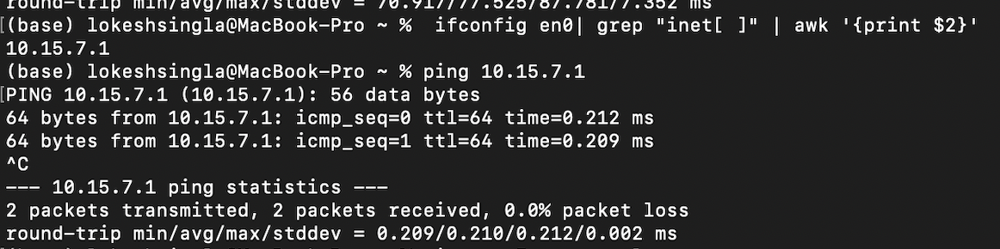 round-trip min/avg/max/stddev = 70.917/77.525/87.781/7.352 ms
[(base) lokeshsingla@MacBook-Pro ~ %  ifconfig en0| grep "inet[ ]" | awk '{print $2}'
10.15.7.1
(base) lokeshsingla@MacBook-Pro ~ % ping 10.15.7.1
[PING 10.15.7.1 (10.15.7.1): 56 data bytes
64 bytes from 10.15.7.1: icmp_seq=0 ttl=64 time=0.212 ms
64 bytes from 10.15.7.1: icmp_seq=1 ttl=64 time=0.209 ms
^C
--- 10.15.7.1 ping statistics ---
2 packets transmitted, 2 packets received, 0.0% packet loss
round-trip min/avg/max/stddev = 0.209/0.210/0.212/0.002 ms